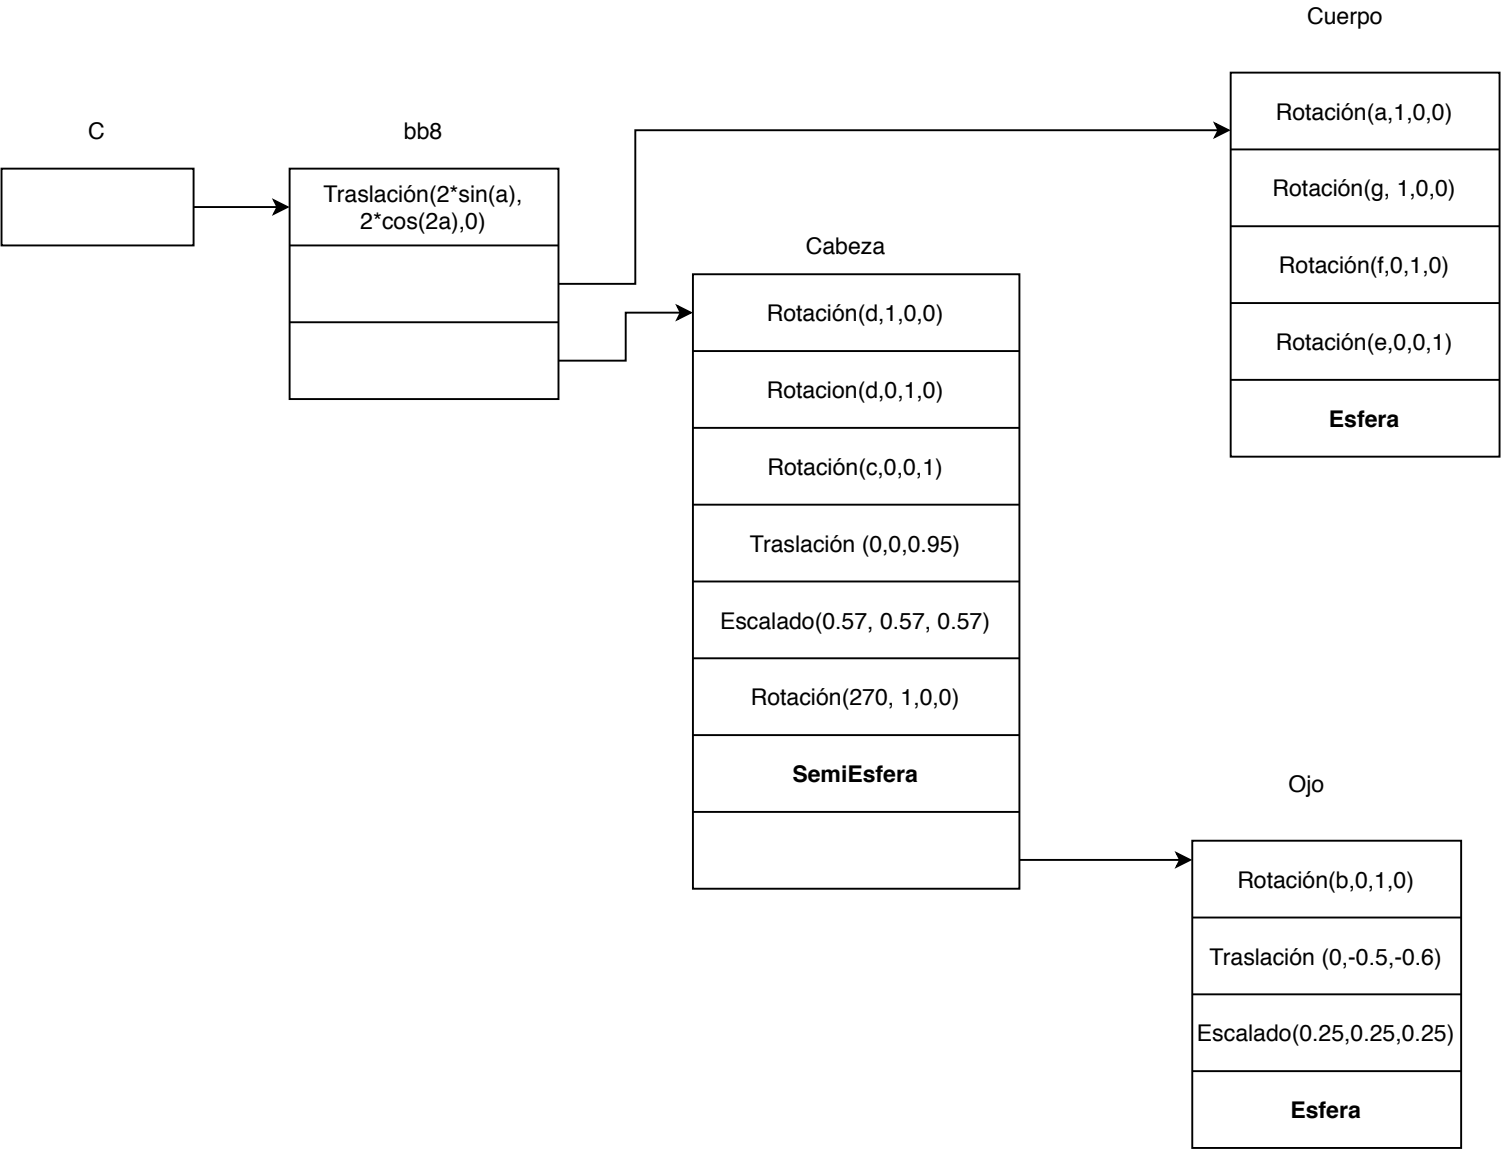 Cuerpo
Rotación(a,1,0,0)
Rotación(g, 1,0,0)
Rotación(f,0,1,0)
Rotación(e,0,0,1)
Esfera
C
bb8
Traslación(2*sin(a),
2*cos(2a),0)
Cabeza
Rotación(d,1,0,0)
Rotacion(d,0,1,0)
Rotación(c,0,0,1)
Traslación (0,0,0.95)
Escalado(0.57, 0.57, 0.57)
Rotación(270, 1,0,0)
SemiEsfera
Ojo
Rotación(b,0,1,0)
Traslación (0,-0.5,-0.6)
Escalado(0.25,0.25,0.25)
Esfera